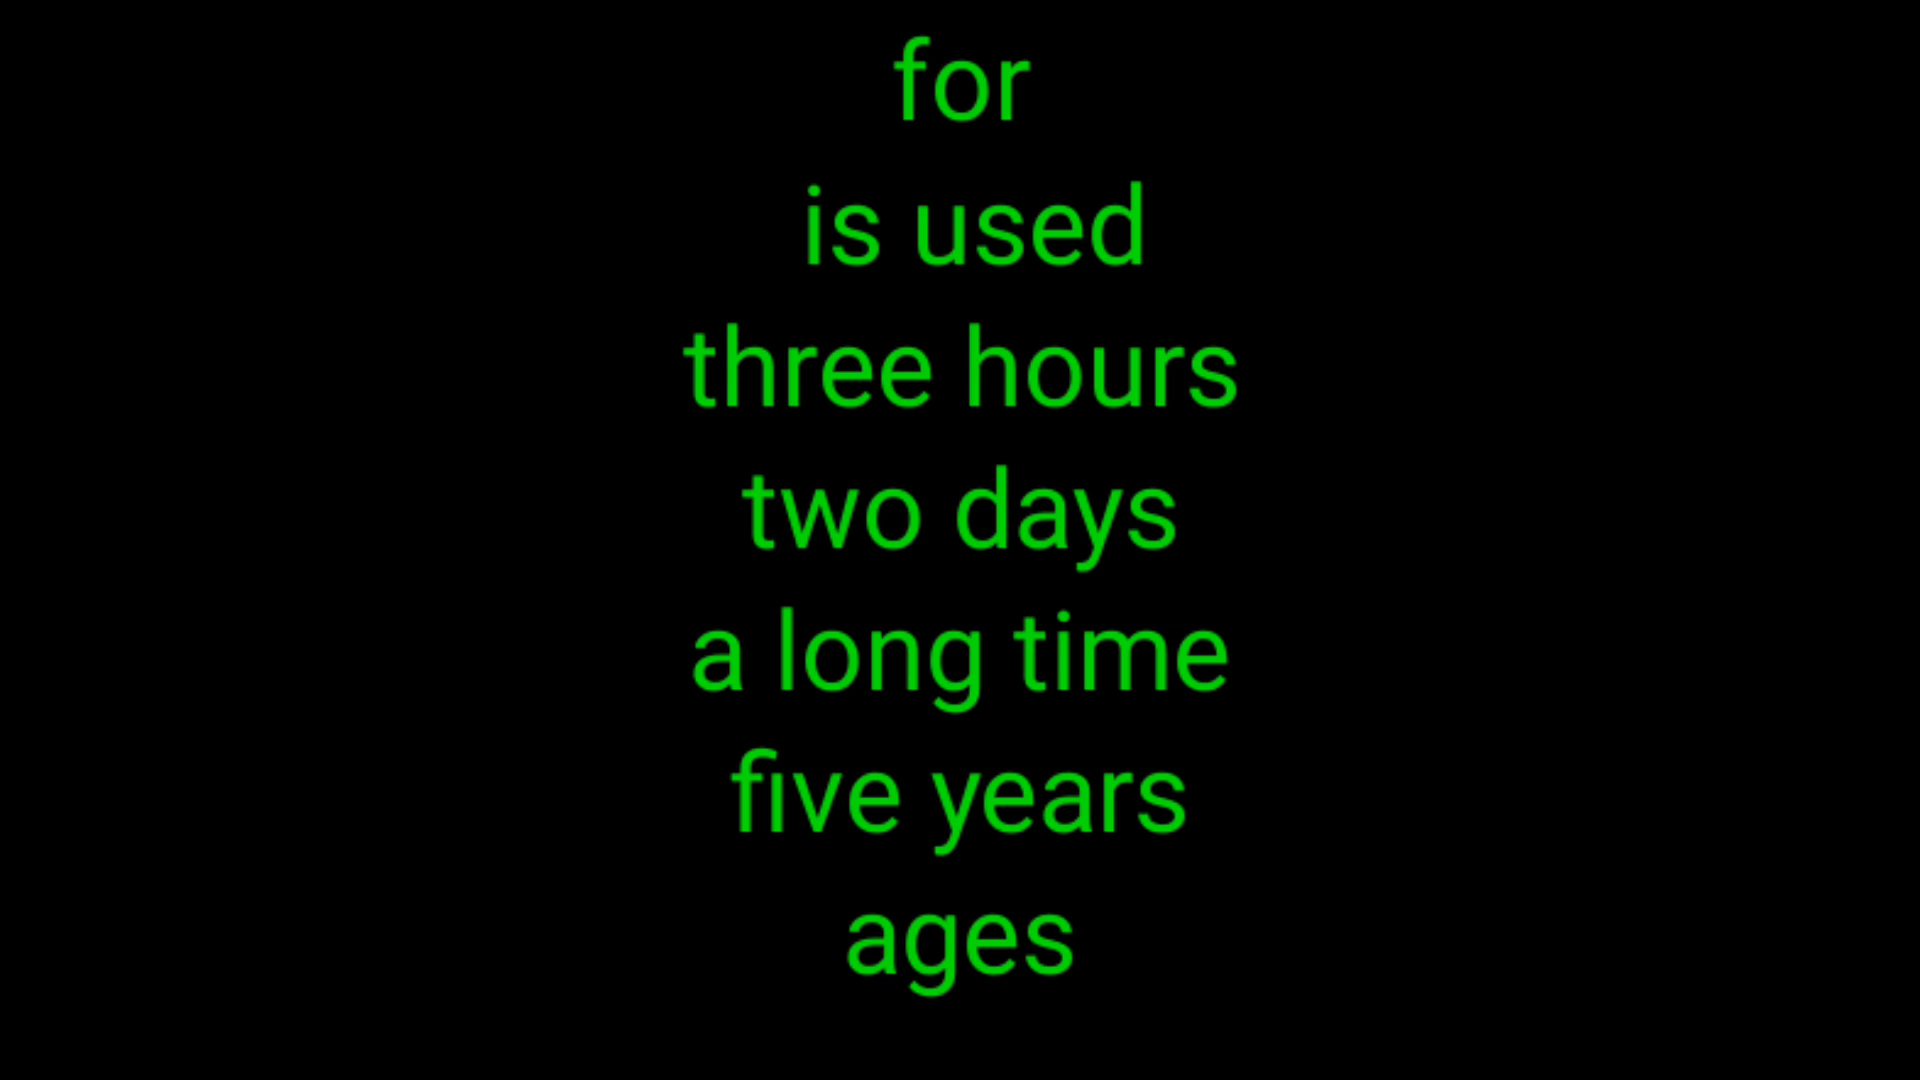 for
is used
three hours
two days
a long time
five years
ages